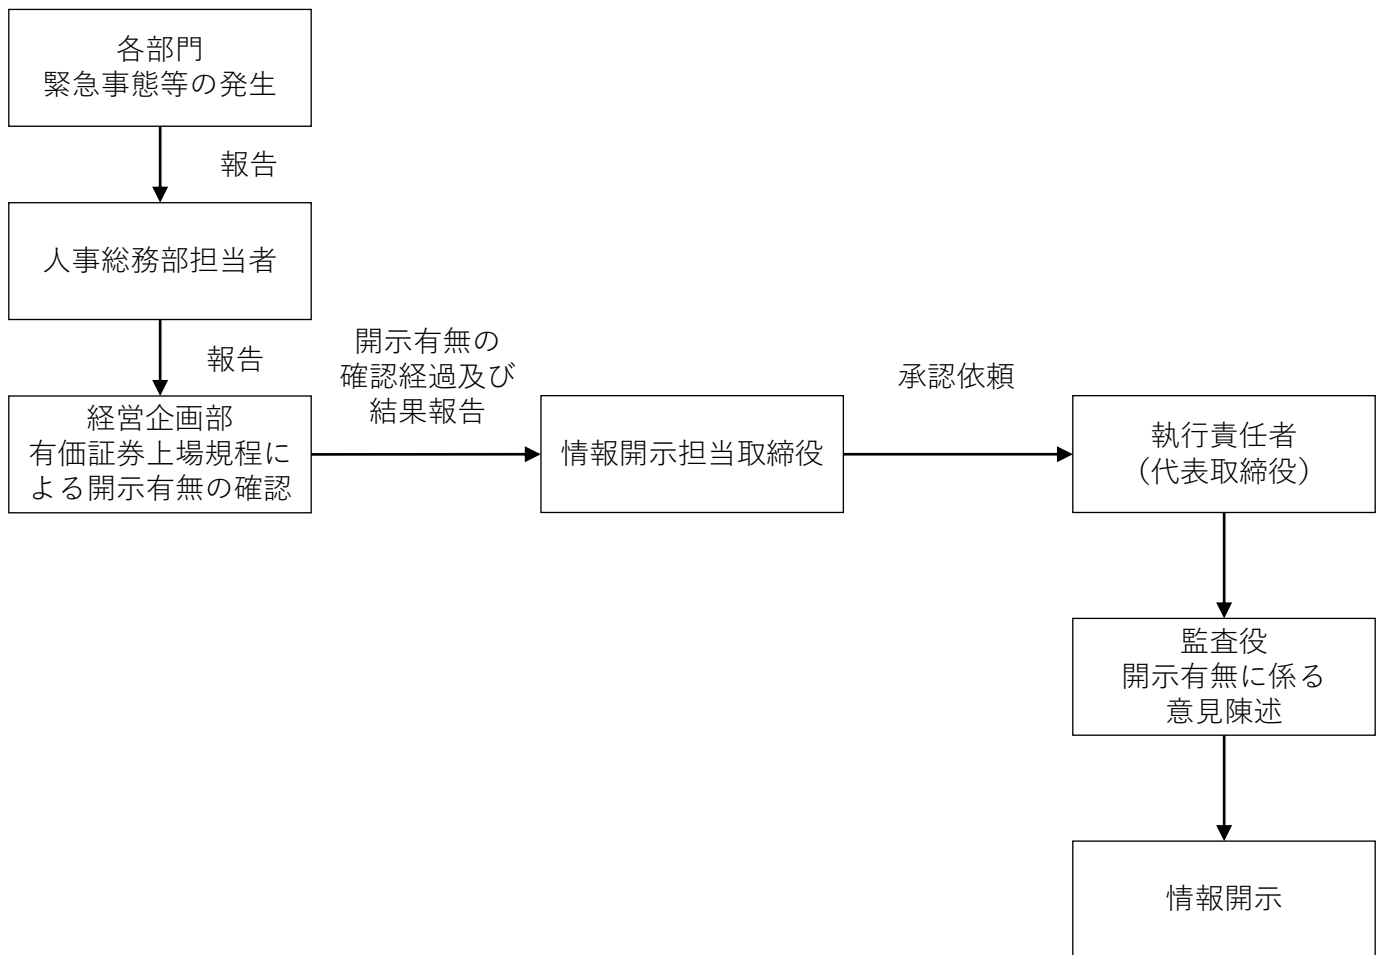 各部門
緊急事態等の発生
報告
人事総務部担当者
報告
経営企画部
有価証券上場規程に
よる開示有無の確認
開示有無の
確認経過及び
結果報告
情報開示担当取締役
承認依頼
執行責任者
（代表取締役）
監査役
開示有無に係る
意見陳述
情報開示